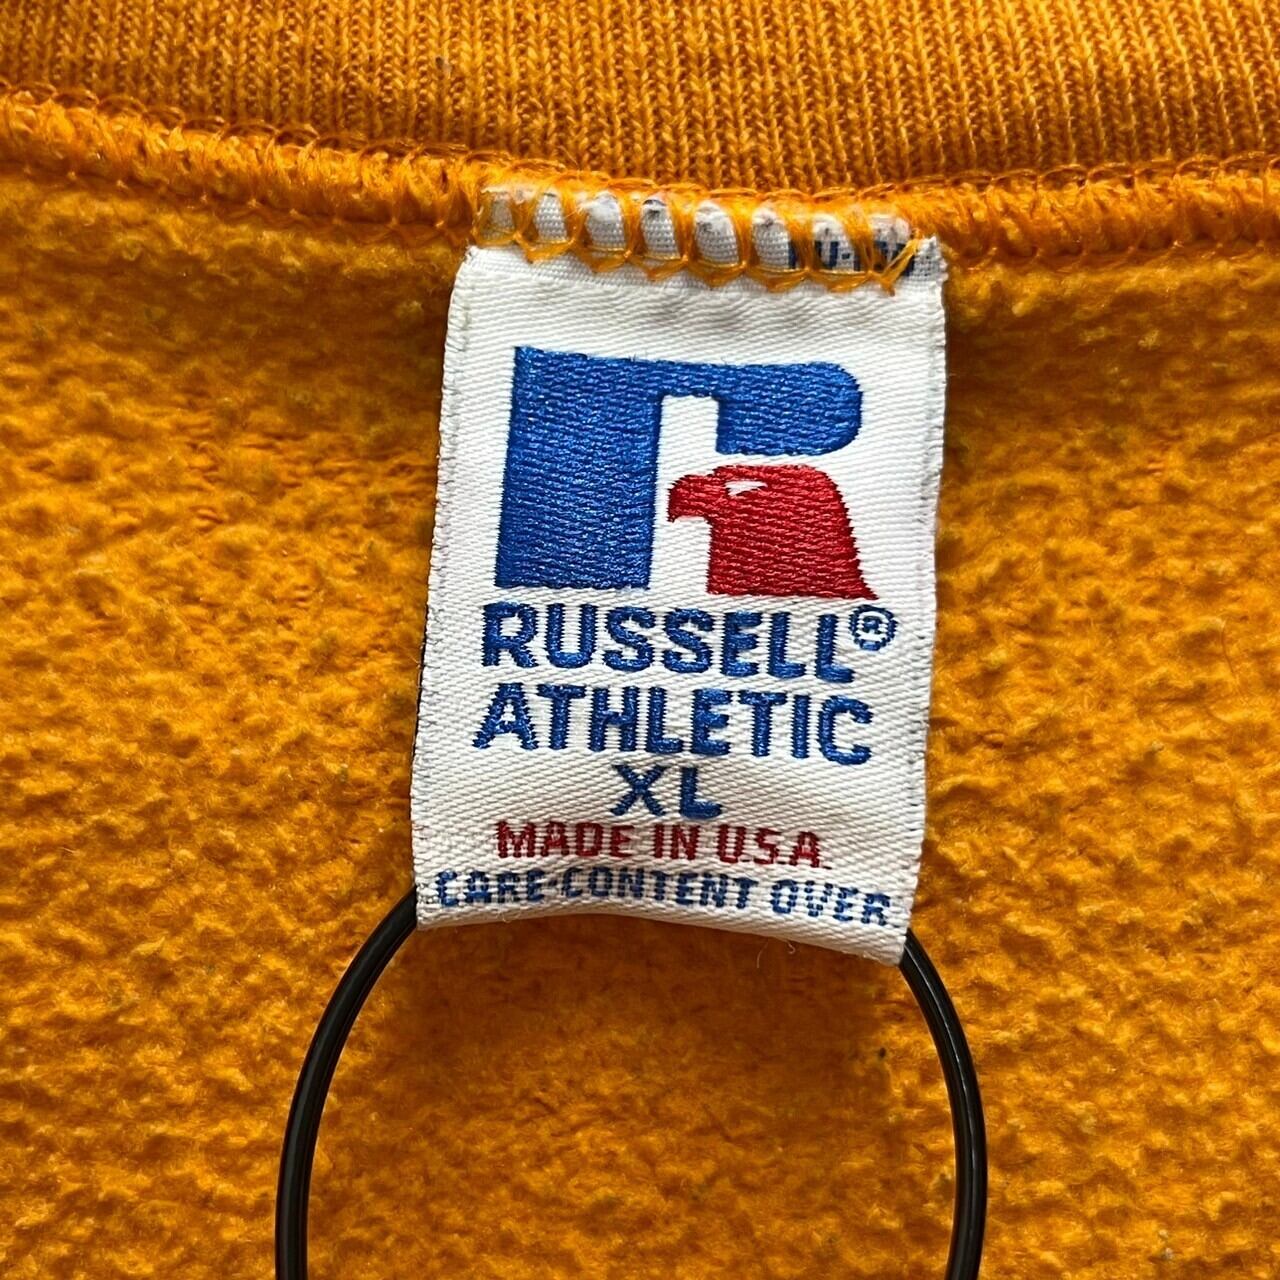 RUSSELL®
ATHLETIC
XL
MADE IN U.S.A.
CARE-CONTENT OVER